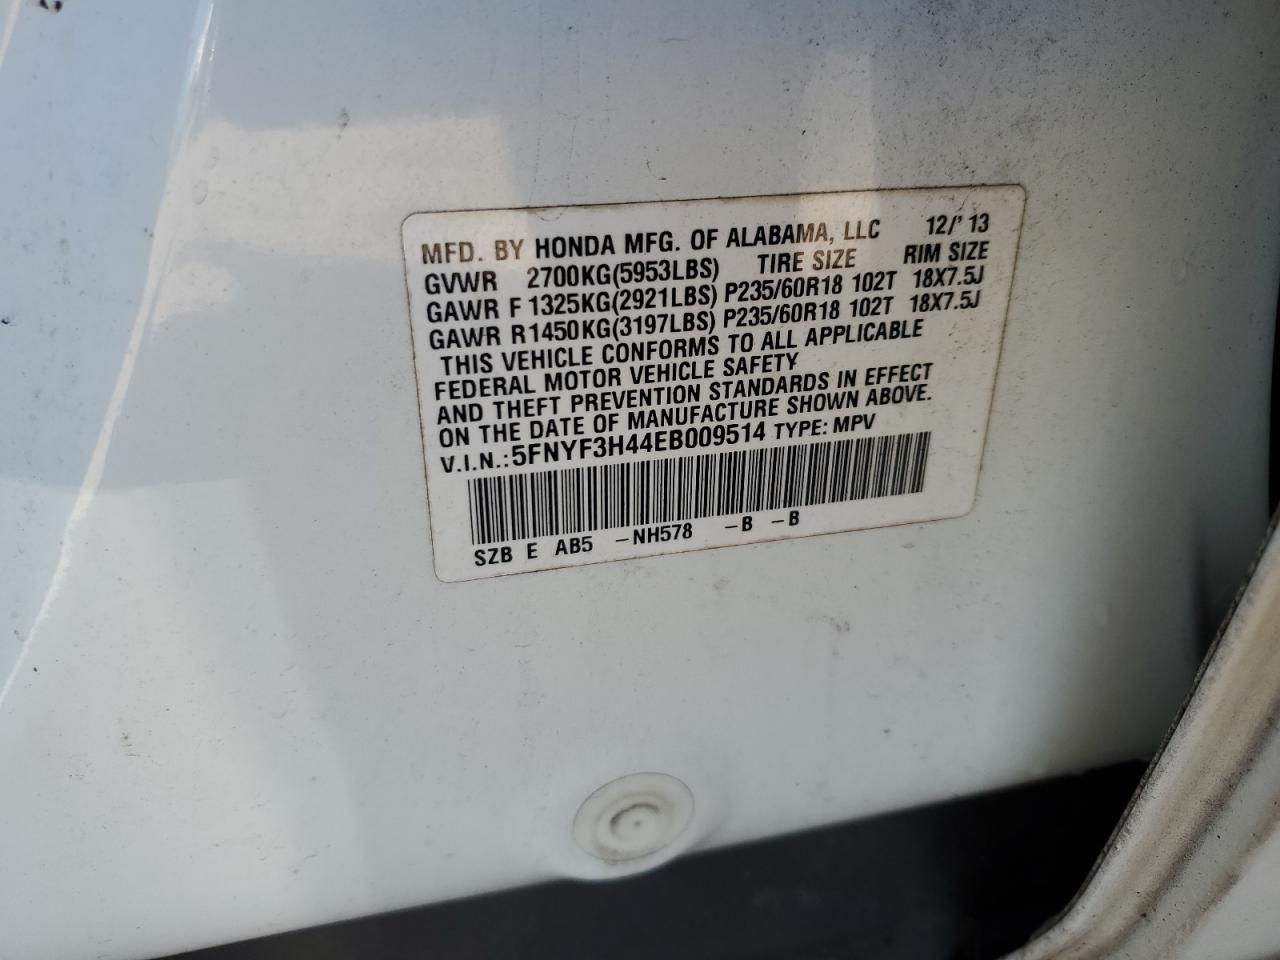 MFD. BY HONDA MFG. OF ALABAMA, LLC 12/'13
GVWR 2700KG(5953LBS) TIRE SIZE RIM SIZE
GAWR F 1325KG(2921LBS) P235/60R18 102T 18X7.5J
GAWR R1450KG(3197LBS) P235/60R18 102T 18X7.5J
THIS VEHICLE CONFORMS TO ALL APPLICABLE
FEDERAL MOTOR VEHICLE SAFETY
AND THEFT PREVENTION STANDARDS IN EFFECT
ON THE DATE OF MANUFACTURE SHOWN ABOVE.
V.I.N.:5FNYF3H44EB009514 TYPE: MPV
SZB E AB5 -NH578 -B -B